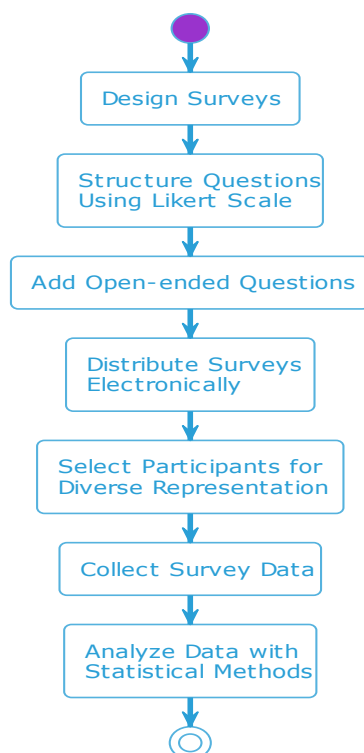 Design Surveys
Structure Questions
Using Likert Scale
Add Open-ended Questions
Distribute Surveys
Electronically
Select Participants for
Diverse Representation
Collect Survey Data
Analyze Data with
Statistical Methods